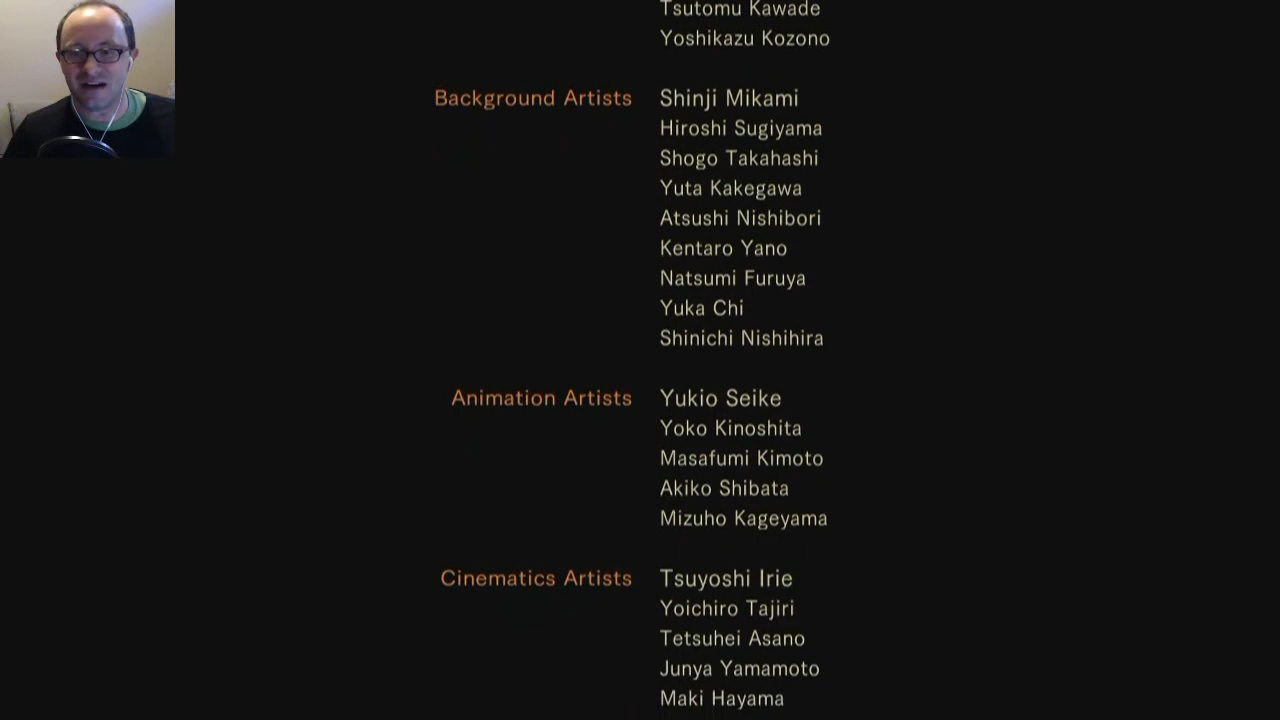 Tsutomu Kawade
Yoshikazu Kozono
Background Artists Shinji Mikami
Hiroshi Sugiyama
Shogo Takahashi
Yuta Kakegawa
Atsushi Nishibori
Kentaro Yano
Natsumi Furuya
Yuka Chi
Shinichi Nishihira
Animation Artists Yukio Seike
Yoko Kinoshita
Masafumi Kimoto
Akiko Shibata
Mizuho Kageyama
Cinematics Artists Tsuyoshi Irie
Yoichiro Tajiri
Tetsuhei Asano
Junya Yamamoto
Maki Hayama